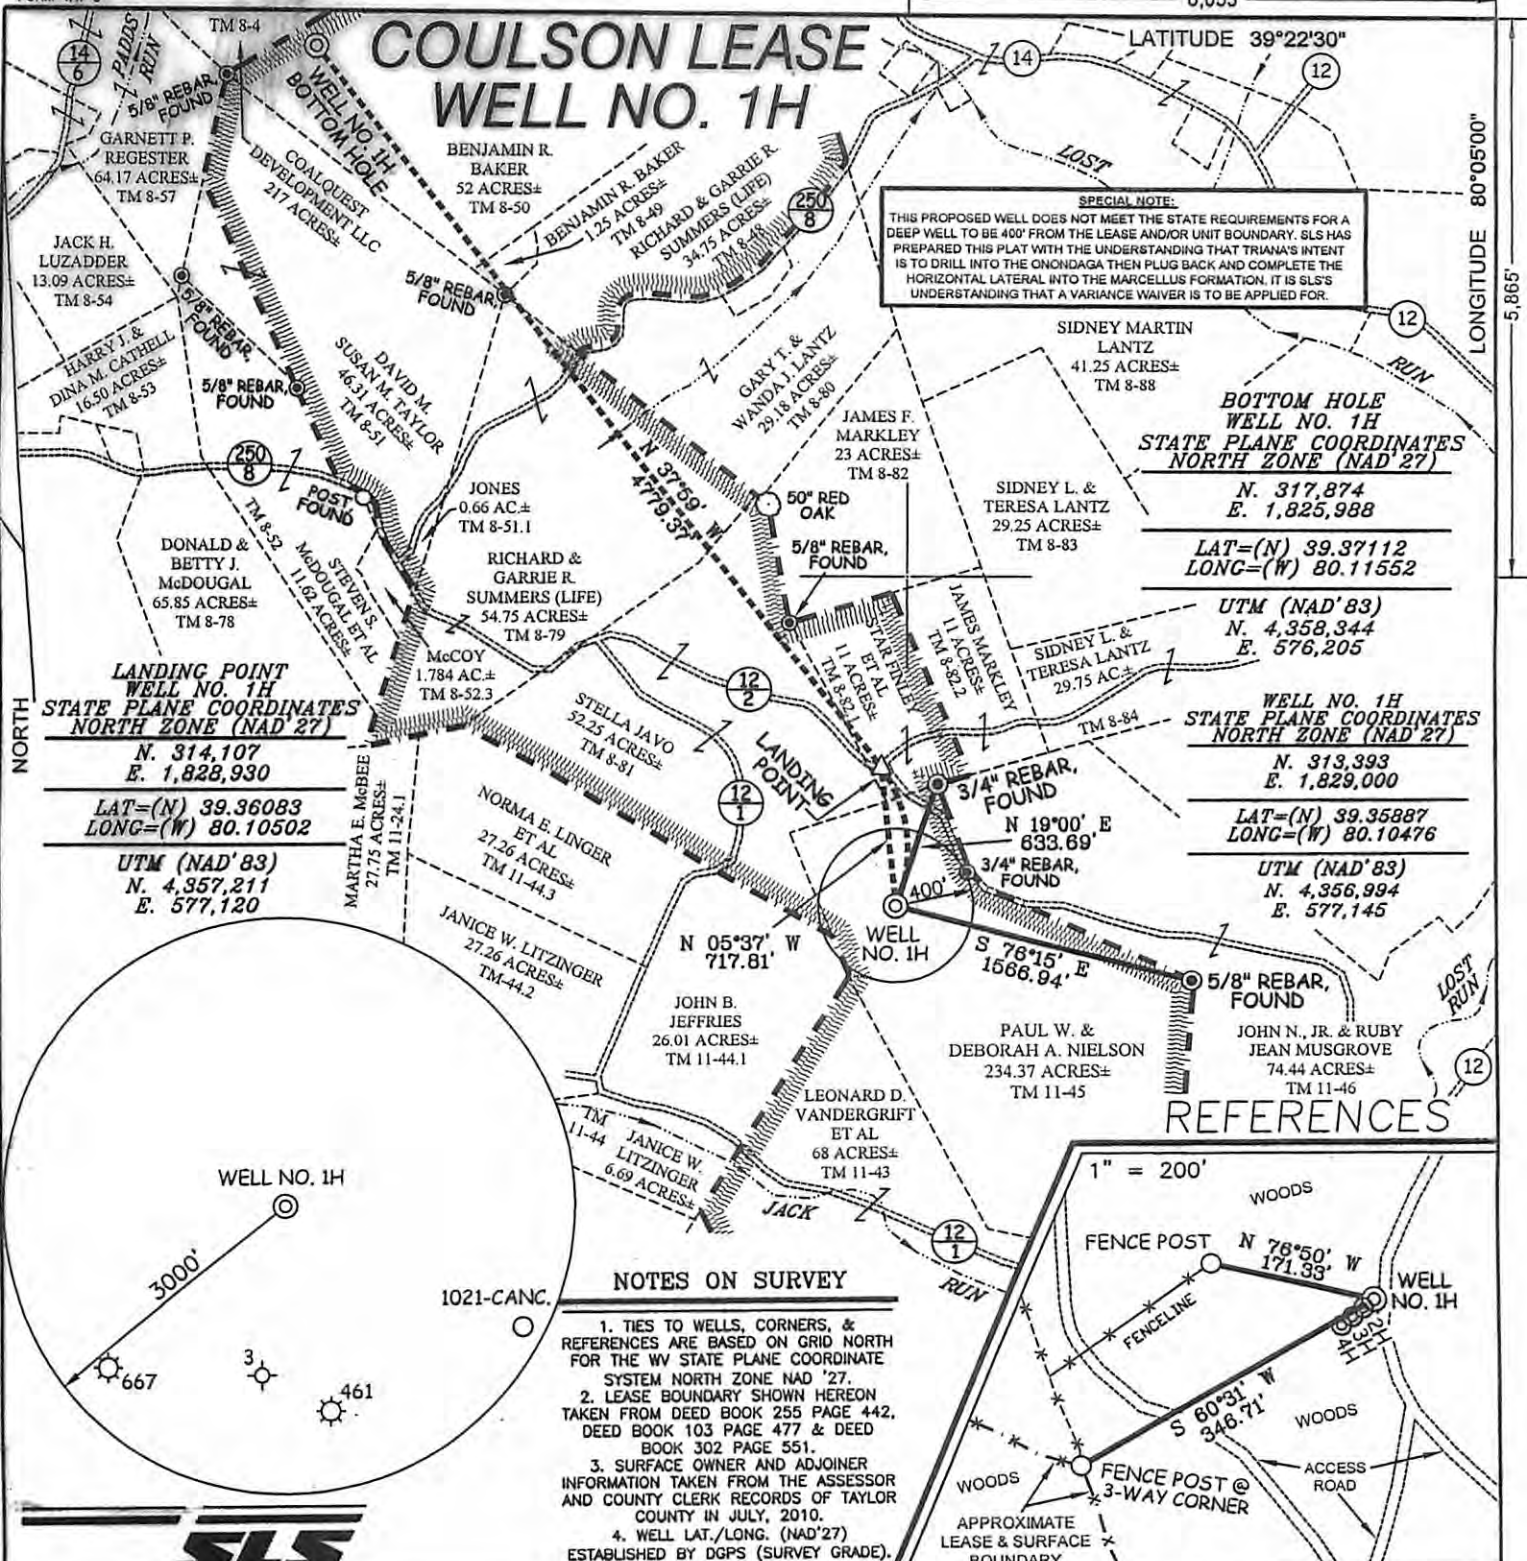 6,053'
COULSON LEASE
WELL NO. 1H
LATITUDE 39°22'30"
LONGITUDE 80°05'00"
5,865'
NORTH
14
6
PADDS
RUN
TM 8-4
5/8" REBAR,
FOUND
WELL NO. 1H
BOTTOM HOLE
GARNETT P.
REGESTER
64.17 ACRES±
TM 8-57
COALQUEST
DEVELOPMENT LLC
217 ACRES±
BENJAMIN R.
BAKER
52 ACRES±
TM 8-50
BENJAMIN R. BAKER
1.25 ACRES±
TM 8-49
RICHARD & GARRIE R.
SUMMERS (LIFE)
34.75 ACRES±
TM 8-48
250
8
14
12
LOST
SPECIAL NOTE:
THIS PROPOSED WELL DOES NOT MEET THE STATE REQUIREMENTS FOR A
DEEP WELL TO BE 400' FROM THE LEASE AND/OR UNIT BOUNDARY. SLS HAS
PREPARED THIS PLAT WITH THE UNDERSTANDING THAT TRIANA'S INTENT
IS TO DRILL INTO THE ONONDAGA THEN PLUG BACK AND COMPLETE THE
HORIZONTAL LATERAL INTO THE MARCELLUS FORMATION. IT IS SLS'S
UNDERSTANDING THAT A VARIANCE WAIVER IS TO BE APPLIED FOR.
12
RUN
JACK H.
LUZADDER
13.09 ACRES±
TM 8-54
5/8" REBAR,
FOUND
HARRY J. &
DINA M. CATHELL
16.50 ACRES±
TM 8-53
5/8" REBAR,
FOUND
DAVID M.
SUSAN M. TAYLOR
46.31 ACRES±
TM 8-51
5/8" REBAR,
FOUND
GARY T. &
WANDA J. LANTZ
29.18 ACRES±
TM 8-80
SIDNEY MARTIN
LANTZ
41.25 ACRES±
TM 8-88
JAMES F.
MARKLEY
23 ACRES±
TM 8-82
BOTTOM HOLE
WELL NO. 1H
STATE PLANE COORDINATES
NORTH ZONE (NAD'27)
N. 317,874
E. 1,825,988
LAT=(N) 39.37112
LONG=(W) 80.11552
UTM (NAD'83)
N. 4,358,344
E. 576,205
250
8
POST
FOUND
JONES
0.66 AC.±
TM 8-51.1
N 37°59' W
4779.37'
50" RED
OAK
5/8" REBAR,
FOUND
SIDNEY L. &
TERESA LANTZ
29.25 ACRES±
TM 8-83
DONALD &
BETTY J.
McDOUGAL
65.85 ACRES±
TM 8-78
TM 8-52
STEVEN S.
McDOUGAL ET AL
11.62 ACRES±
RICHARD &
GARRIE R.
SUMMERS (LIFE)
54.75 ACRES±
TM 8-79
McCOY
1.784 AC.±
TM 8-52.3
STAR FINLEY
ET AL
11 ACRES±
TM 8-82.1
JAMES MARKLEY
11 ACRES±
TM 8-82.2
SIDNEY L. &
TERESA LANTZ
29.75 AC.±
TM 8-84
LANDING POINT
WELL NO. 1H
STATE PLANE COORDINATES
NORTH ZONE (NAD'27)
N. 314,107
E. 1,828,930
LAT=(N) 39.36083
LONG=(W) 80.10502
UTM (NAD'83)
N. 4,357,211
E. 577,120
12
2
STELLA JAVO
52.25 ACRES±
TM 8-81
LANDING
POINT
12
1
WELL NO. 1H
STATE PLANE COORDINATES
NORTH ZONE (NAD'27)
N. 313,393
E. 1,829,000
LAT=(N) 39.35887
LONG=(W) 80.10476
UTM (NAD'83)
N. 4,356,994
E. 577,145
3/4" REBAR,
FOUND
N 19°00' E
633.69'
3/4" REBAR,
FOUND
MARTHA E. McBEE
27.75 ACRES±
TM 11-24.1
NORMA E. LINGER
ET AL
27.26 ACRES±
TM 11-44.3
JANICE W. LITZINGER
27.26 ACRES±
TM-44.2
400'
WELL
NO. 1H
N 05°37' W
717.81'
S 76°15' E
1566.94'
5/8" REBAR,
FOUND
LOST
RUN
12
JOHN B.
JEFFRIES
26.01 ACRES±
TM 11-44.1
PAUL W. &
DEBORAH A. NIELSON
234.37 ACRES±
TM 11-45
JOHN N., JR. & RUBY
JEAN MUSGROVE
74.44 ACRES±
TM 11-46
LEONARD D.
VANDERGRIFT
ET AL
68 ACRES±
TM 11-43
TM
11-44
JANICE W.
LITZINGER
6.69 ACRES±
JACK
RUN
12
1
WELL NO. 1H
3000'
1021-CANC.
667
3
461
NOTES ON SURVEY
1. TIES TO WELLS, CORNERS, &
REFERENCES ARE BASED ON GRID NORTH
FOR THE WV STATE PLANE COORDINATE
SYSTEM NORTH ZONE NAD '27.
2. LEASE BOUNDARY SHOWN HEREON
TAKEN FROM DEED BOOK 255 PAGE 442,
DEED BOOK 103 PAGE 477 & DEED
BOOK 302 PAGE 551.
3. SURFACE OWNER AND ADJOINER
INFORMATION TAKEN FROM THE ASSESSOR
AND COUNTY CLERK RECORDS OF TAYLOR
COUNTY IN JULY, 2010.
4. WELL LAT./LONG. (NAD'27)
ESTABLISHED BY DGPS (SURVEY GRADE).
SLS
REFERENCES
1" = 200'
WOODS
FENCE POST
N 76°50' W
171.33'
WELL
NO. 1H
2H
3H
4H
FENCELINE
S 60°31' W
346.71'
WOODS
WOODS
FENCE POST @
3-WAY CORNER
ACCESS
ROAD
APPROXIMATE
LEASE & SURFACE
BOUNDARY